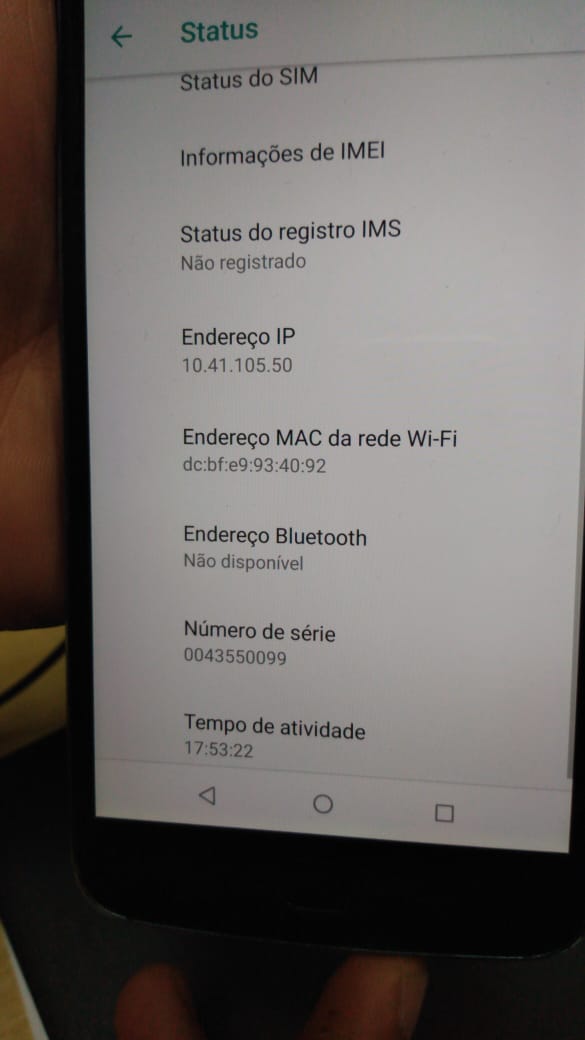 Status
Status do SIM
Informações de IMEI
Status do registro IMS
Não registrado
Endereço IP
10.41.105.50
Endereço MAC da rede Wi-Fi
dc:bf:e9:93:40:92
Endereço Bluetooth
Não disponível
Número de série
0043550099
Tempo de atividade
17:53:22